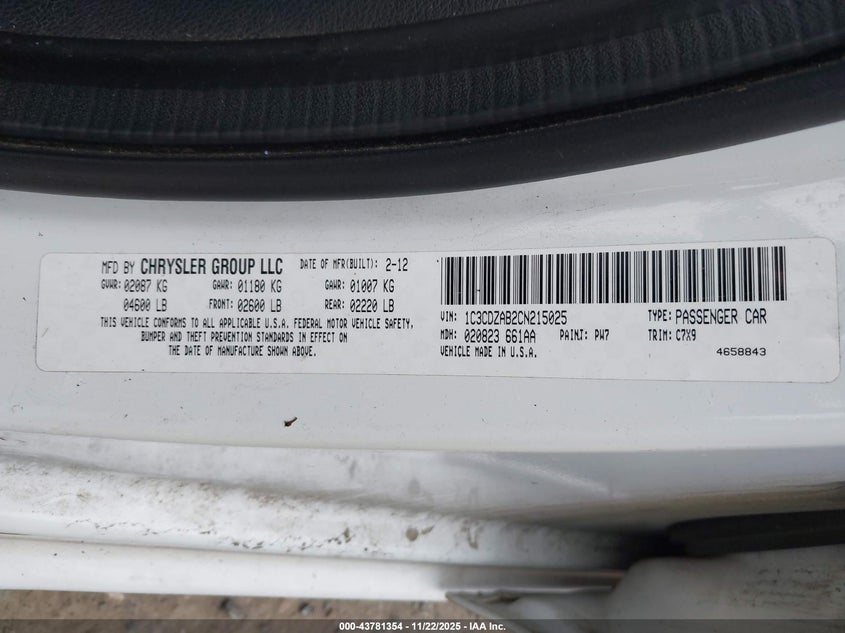 MFD BY CHRYSLER GROUP LLC DATE OF MFR(BUILT): 2-12
GVWR: 02087 KG GAWR: 01180 KG GAWR: 01007 KG
04600 LB FRONT: 02600 LB REAR: 02220 LB
THIS VEHICLE CONFORMS TO ALL APPLICABLE U.S.A. FEDERAL MOTOR VEHICLE SAFETY,
BUMPER AND THEFT PREVENTION STANDARDS IN EFFECT ON
THE DATE OF MANUFACTURE SHOWN ABOVE.
VIN: 1C3CDZAB2CN215025 TYPE: PASSENGER CAR
MDH: 020823 661AA PAINT: PW7 TRIM: C7X9
VEHICLE MADE IN U.S.A. 4658843
000-43781354 - 11/22/2025 - IAA Inc.